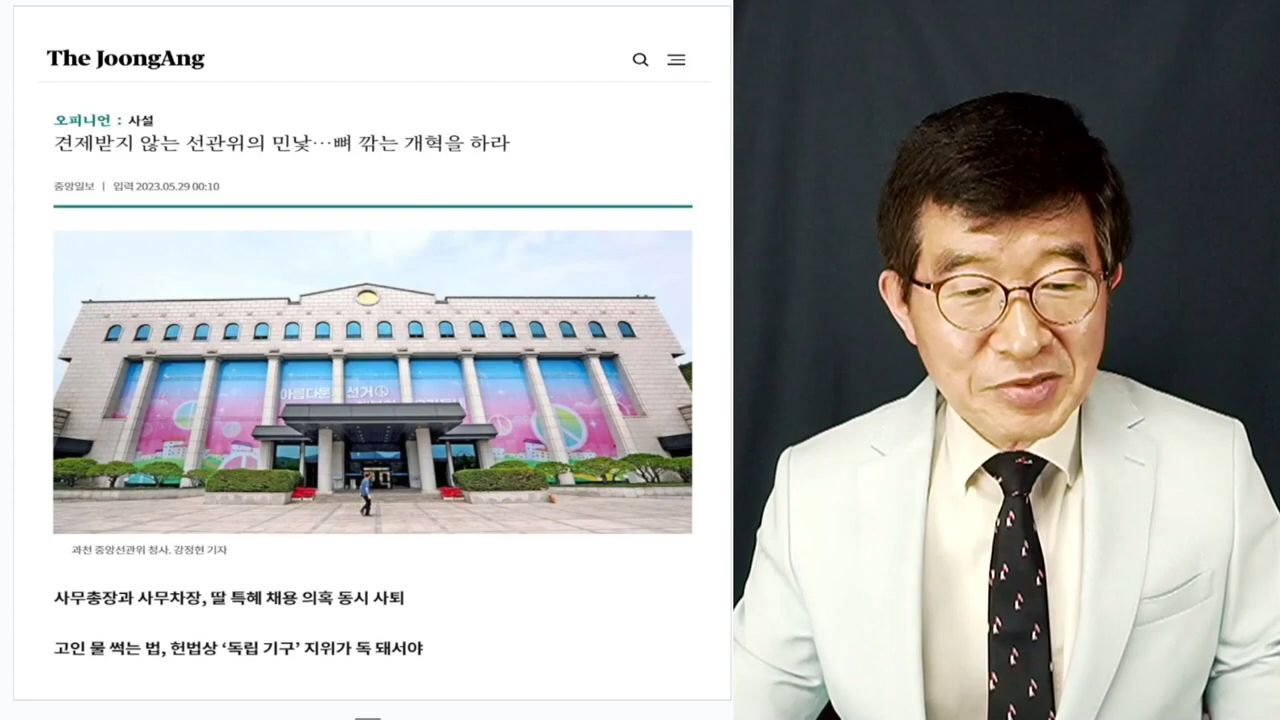 The JoongAng
오피니언 : 사설
견제받지 않는 선관위의 민낯…뼈 깎는 개혁을 하라
중앙일보 | 입력 2023.05.29 00:10
아름다운 선거
과천 중앙선관위 청사. 강정현 기자
사무총장과 사무차장, 딸 특혜 채용 의혹 동시 사퇴
고인 물 썩는 법, 헌법상 ‘독립 기구’ 지위가 독 돼서야